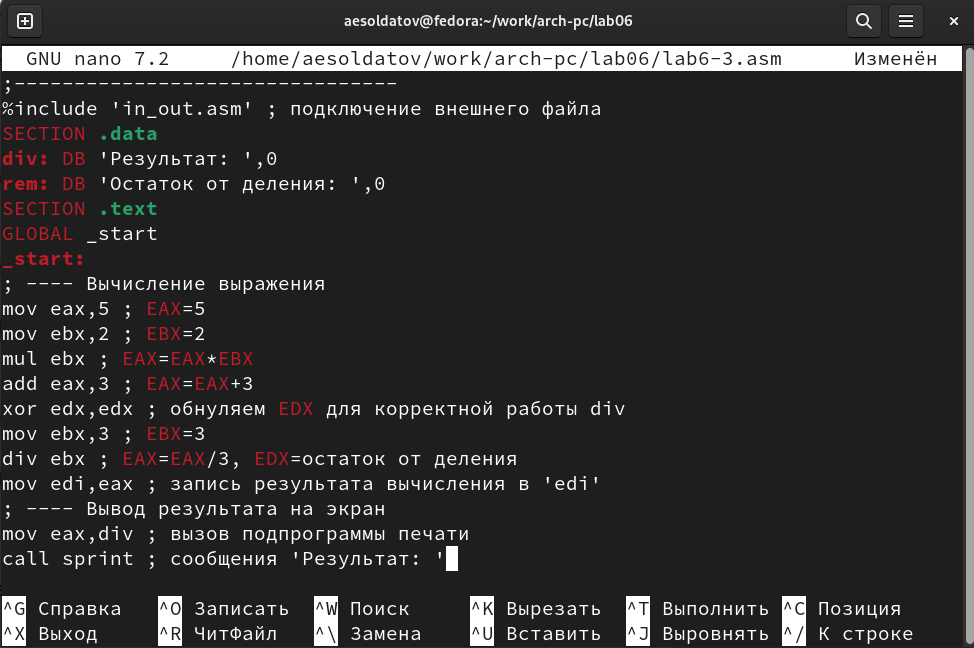 aesoldatov@fedora:~/work/arch-pc/lab06
GNU nano 7.2 /home/aesoldatov/work/arch-pc/lab06/lab6-3.asm Изменён
;--------------------------------
%include 'in_out.asm' ; подключение внешнего файла
SECTION .data
div: DB 'Результат: ',0
rem: DB 'Остаток от деления: ',0
SECTION .text
GLOBAL _start
_start:
; ---- Вычисление выражения
mov eax,5 ; EAX=5
mov ebx,2 ; EBX=2
mul ebx ; EAX=EAX*EBX
add eax,3 ; EAX=EAX+3
xor edx,edx ; обнуляем EDX для корректной работы div
mov ebx,3 ; EBX=3
div ebx ; EAX=EAX/3, EDX=остаток от деления
mov edi,eax ; запись результата вычисления в 'edi'
; ---- Вывод результата на экран
mov eax,div ; вызов подпрограммы печати
call sprint ; сообщения 'Результат: '
^G Справка ^O Записать ^W Поиск ^K Вырезать ^T Выполнить ^C Позиция
^X Выход ^R ЧитФайл ^\ Замена ^U Вставить ^J Выровнять ^/ К строке